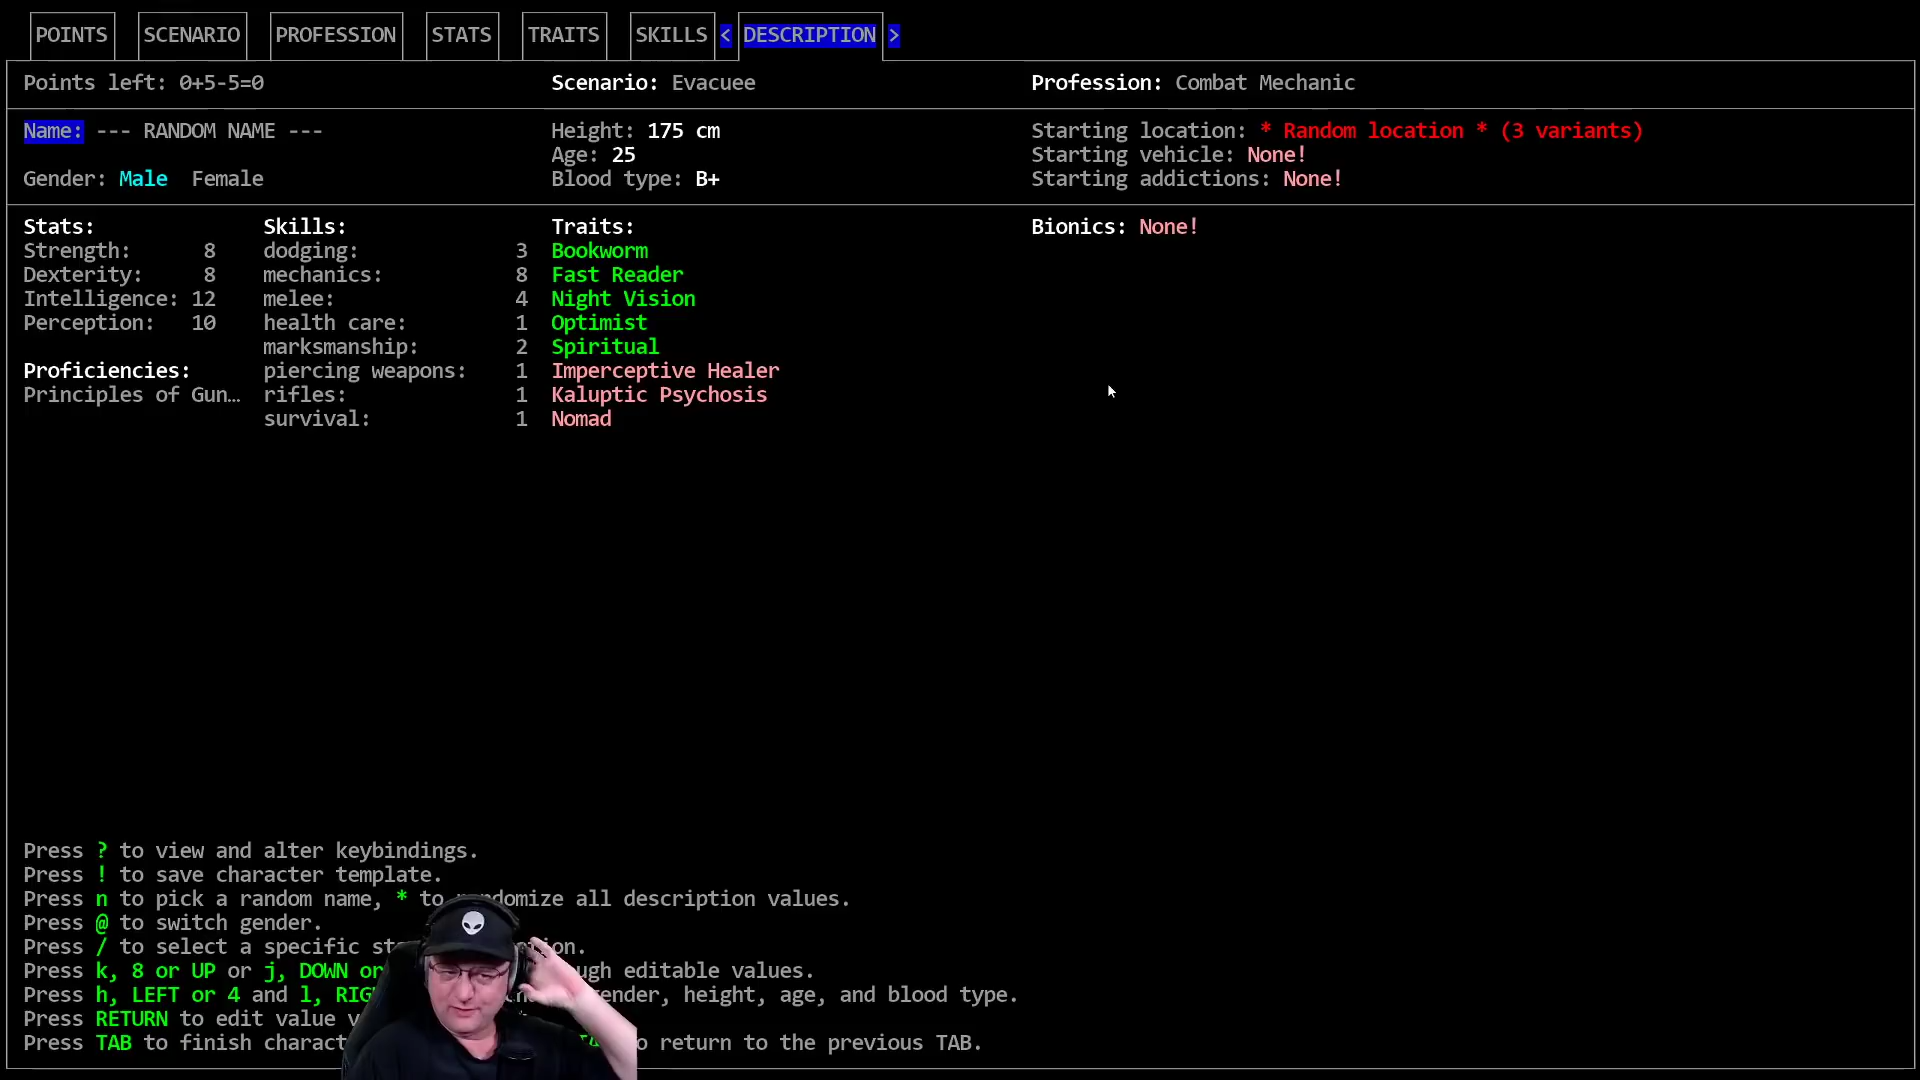 POINTS SCENARIO PROFESSION STATS TRAITS SKILLS < DESCRIPTION >
Points left: 0+5-5=0 Scenario: Evacuee Profession: Combat Mechanic
Name: --- RANDOM NAME --- Height: 175 cm Starting location: * Random location * (3 variants)
Age: 25 Starting vehicle: None!
Gender: Male Female Blood type: B+ Starting addictions: None!
Stats: Skills: Traits: Bionics: None!
Strength: 8 dodging: 3 Bookworm
Dexterity: 8 mechanics: 8 Fast Reader
Intelligence: 12 melee: 4 Night Vision
Perception: 10 health care: 1 Optimist
marksmanship: 2 Spiritual
Proficiencies: piercing weapons: 1 Imperceptive Healer
Principles of Gun… rifles: 1 Kaluptic Psychosis
survival: 1 Nomad
Press ? to view and alter keybindings.
Press ! to save character template.
Press n to pick a random name, * to randomize all description values.
Press @ to switch gender.
Press / to select a specific
Press k, 8 or UP or j, DOWN or editable values.
Press h, LEFT or 4 and l, height, age, and blood type.
Press RETURN to edit value
Press TAB to finish to return to the previous TAB.